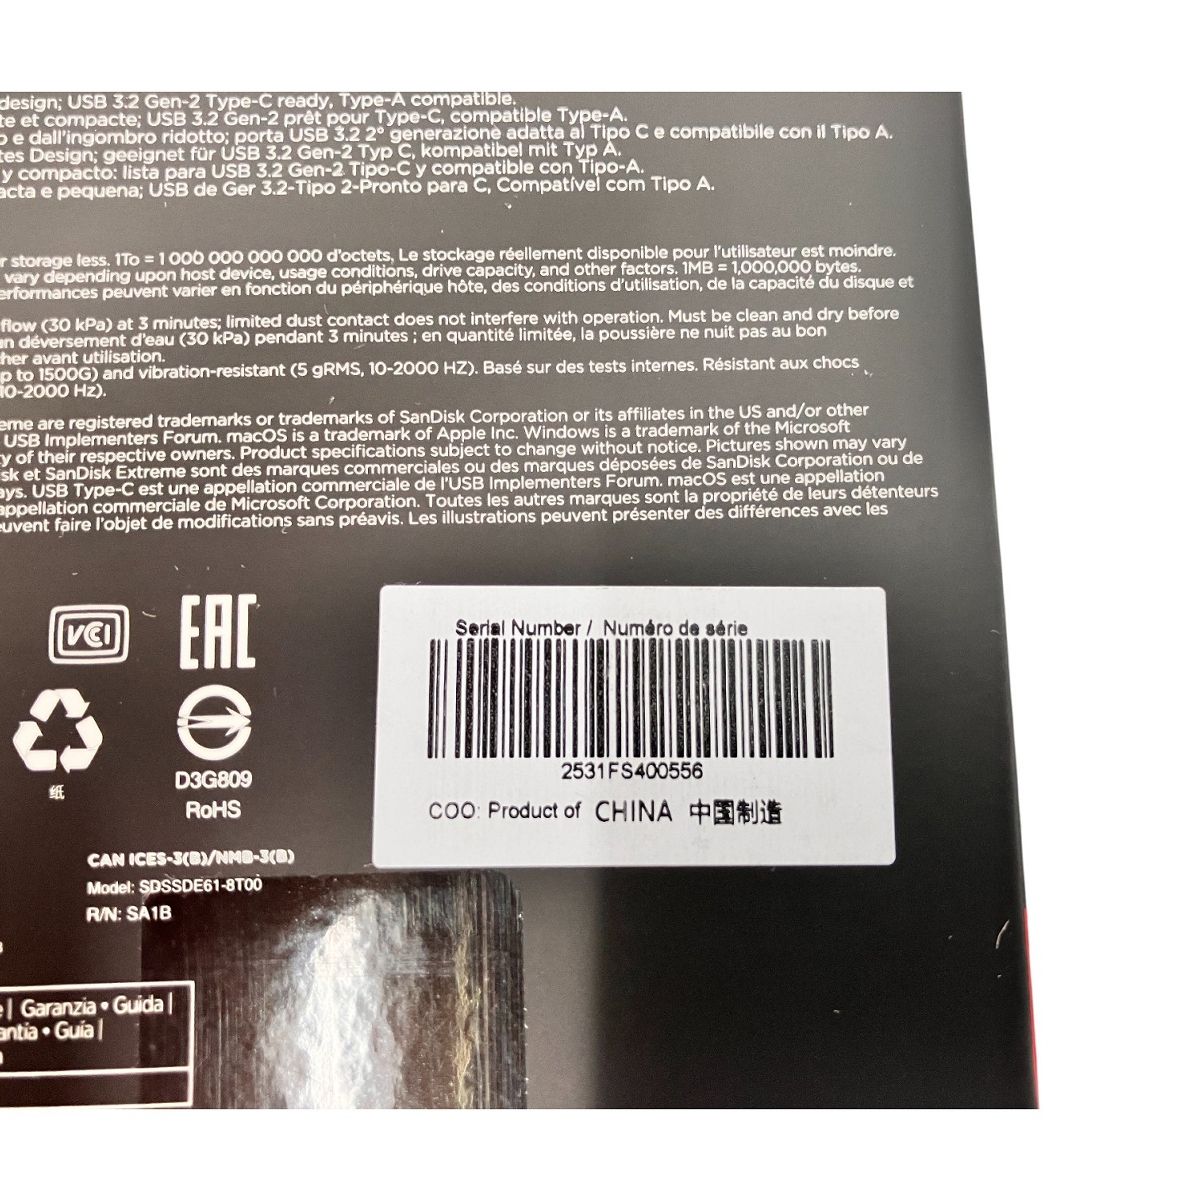 design; USB 3.2 Gen-2 Type-C ready, Type-A compatible.
te et compacte; USB 3.2 Gen-2 prêt pour Type-C, compatible Type-A.
o e dall'ingombro ridotto; porta USB 3.2 2° generazione adatta al Tipo C e compatibile con il Tipo A.
tes Design; geeignet für USB 3.2 Gen-2 Typ C, kompatibel mit Typ A.
y compacto: lista para USB 3.2 Gen-2 Tipo-C y compatible con Tipo-A.
acta e pequena; USB de Ger 3.2-Tipo 2-Pronto para C, Compatível com Tipo A.
r storage less. 1To = 1 000 000 000 000 d'octets, Le stockage réellement disponible pour l'utilisateur est moindre.
vary depending upon host device, usage conditions, drive capacity, and other factors. 1MB = 1,000,000 bytes.
erformances peuvent varier en fonction du périphérique hôte, des conditions d'utilisation, de la capacité du disque et
flow (30 kPa) at 3 minutes; limited dust contact does not interfere with operation. Must be clean and dry before
un déversement d'eau (30 kPa) pendant 3 minutes ; en quantité limitée, la poussière ne nuit pas au bon
her avant utilisation.
p to 1500G) and vibration-resistant (5 gRMS, 10-2000 HZ). Basé sur des tests internes. Résistant aux chocs
10-2000 Hz).
eme are registered trademarks or trademarks of SanDisk Corporation or its affiliates in the US and/or other
USB Implementers Forum. macOS is a trademark of Apple Inc. Windows is a trademark of the Microsoft
y of their respective owners. Product specifications subject to change without notice. Pictures shown may vary
isk et SanDisk Extreme sont des marques commerciales ou des marques déposées de SanDisk Corporation ou de
ays. USB Type-C est une appellation commerciale de l'USB Implementers Forum. macOS est une appellation
appellation commerciale de Microsoft Corporation. Toutes les autres marques sont la propriété de leurs détenteurs
euvent faire l'objet de modifications sans préavis. Les illustrations peuvent présenter des différences avec les
VCI
EAC
纸
D3G809
RoHS
Serial Number / Numéro de série
2531FS400556
COO: Product of CHINA 中国制造
CAN ICES-3(B)/NMB-3(B)
Model: SDSSDE61-8T00
R/N: SA1B
e | Garanzia • Guida |
antia • Guía |